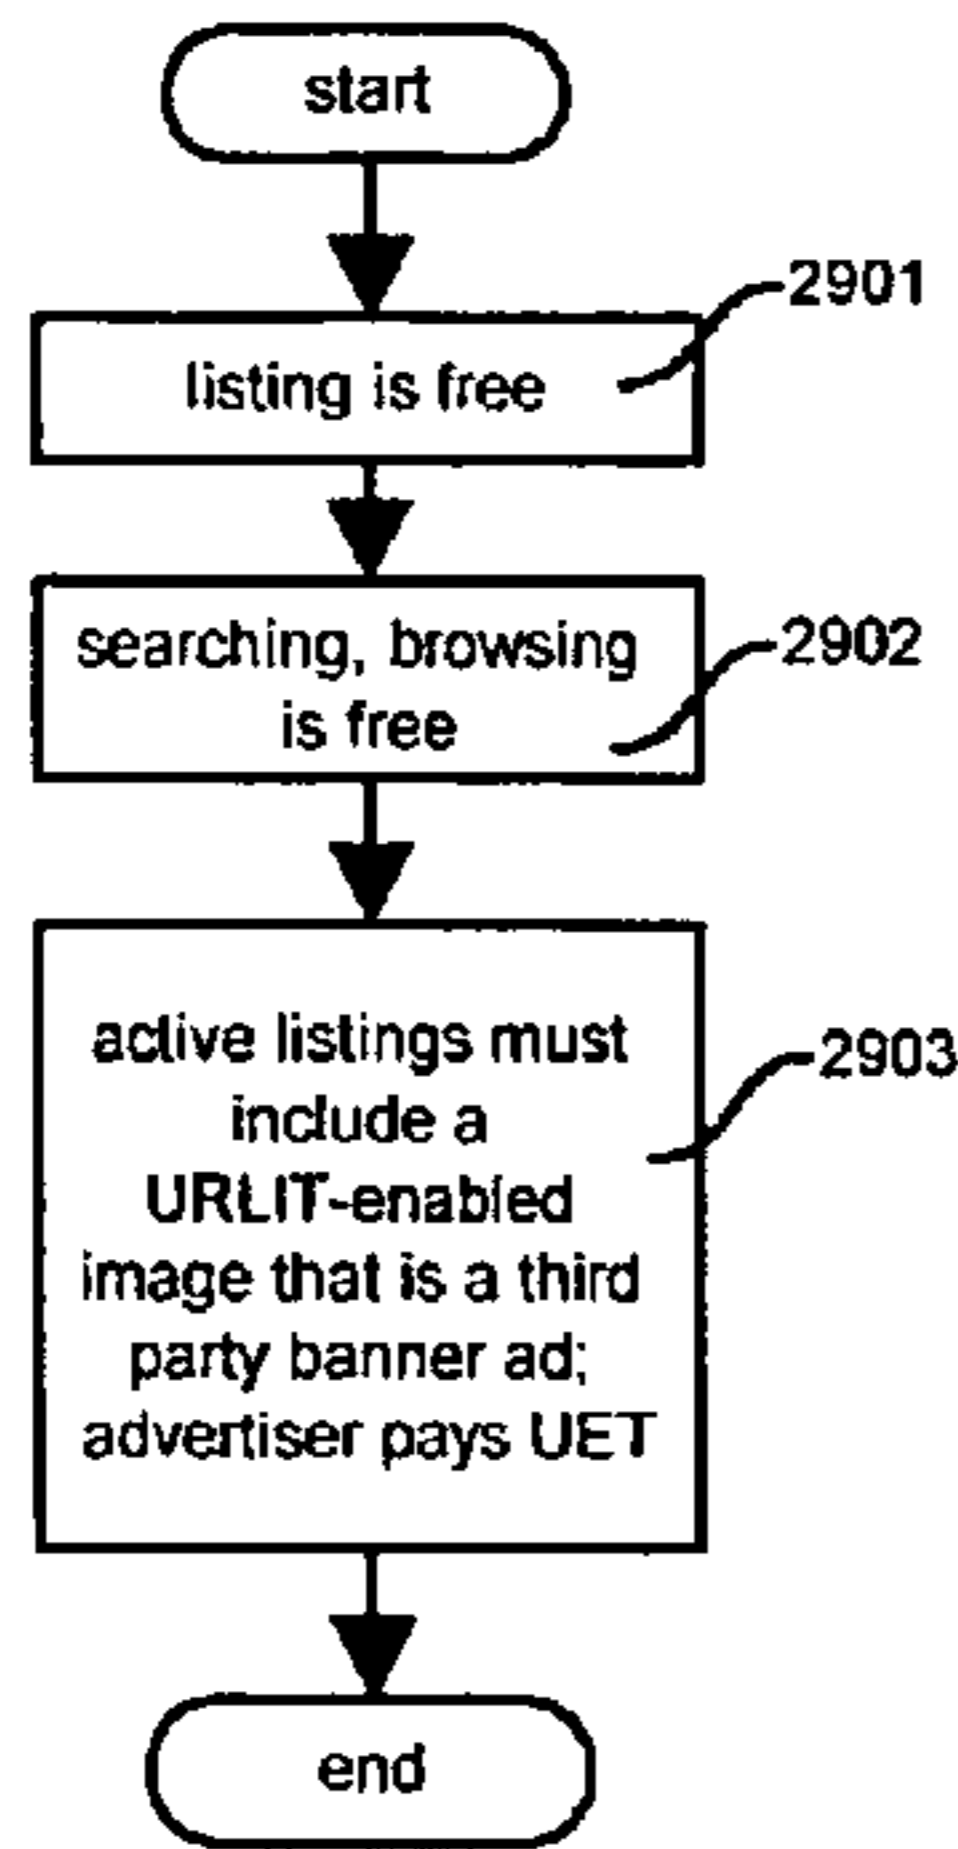 start
2901
listing is free
2902
searching, browsing
is free
2903
active listings must
include a
URLIT-enabled
image that is a third
party banner ad;
advertiser pays UET
end